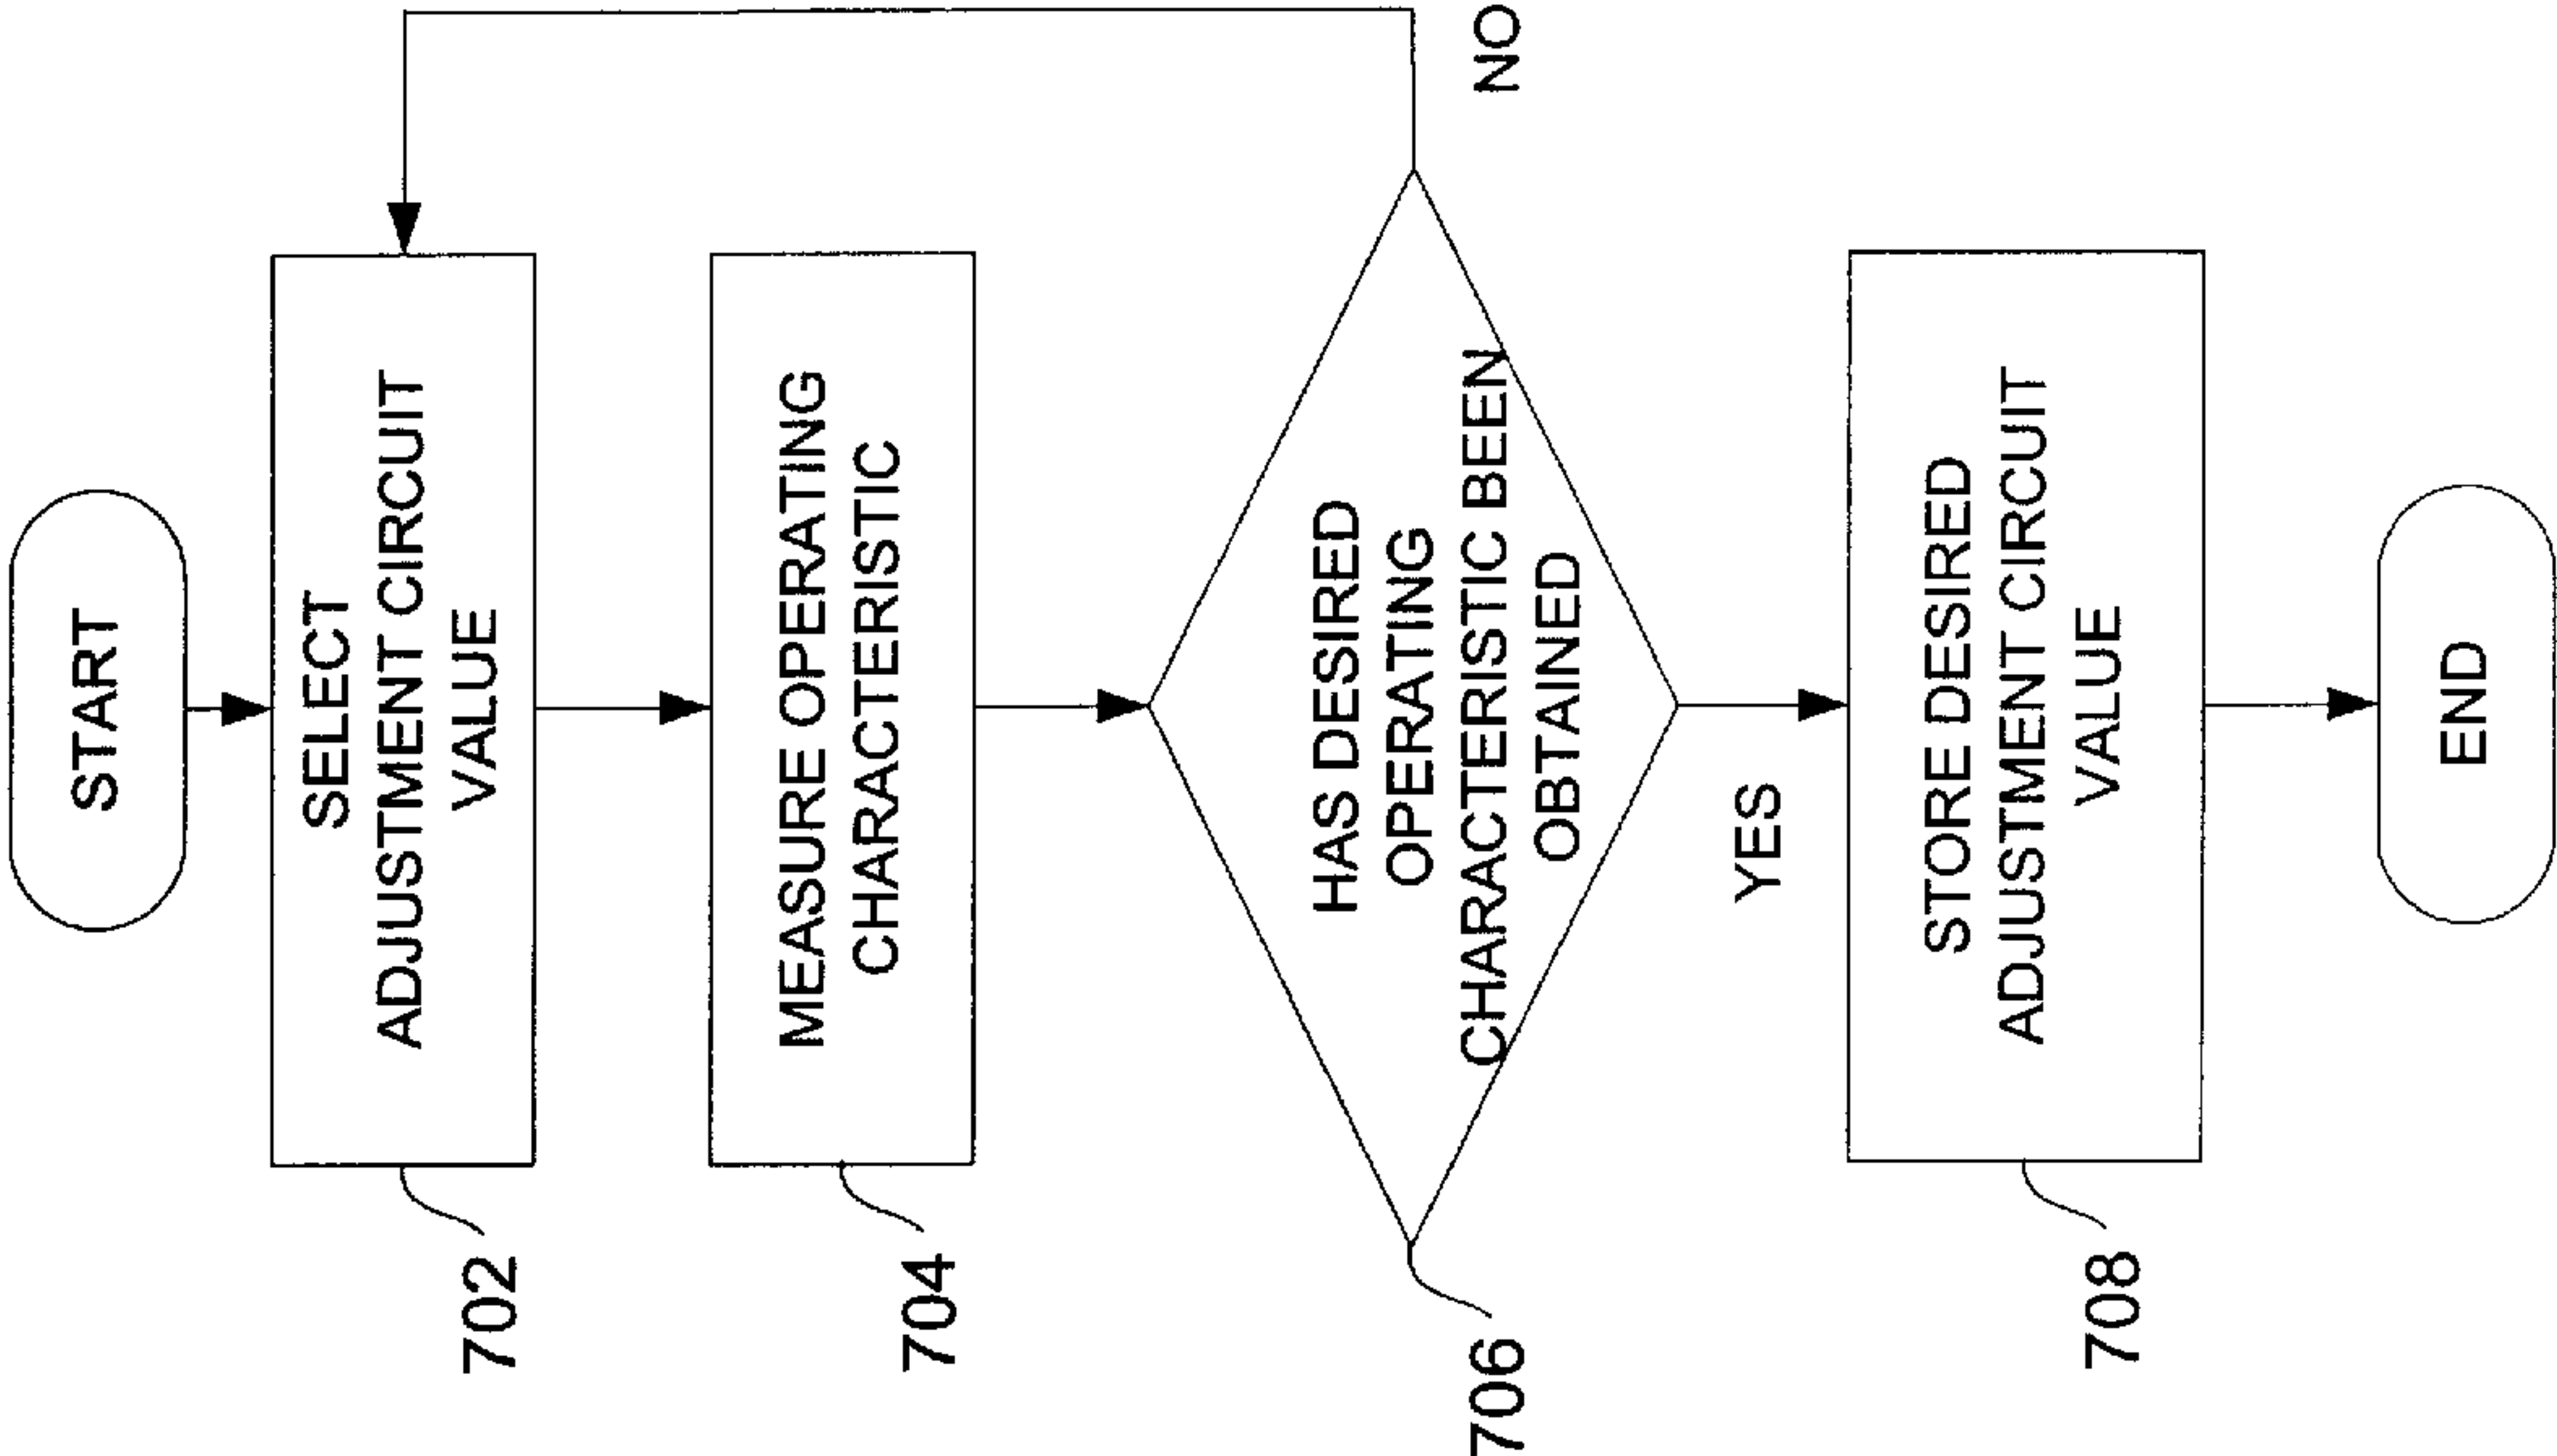 START
SELECT
ADJUSTMENT CIRCUIT
VALUE
702
MEASURE OPERATING
CHARACTERISTIC
704
HAS DESIRED
OPERATING
CHARACTERISTIC BEEN
OBTAINED
706
NO
YES
STORE DESIRED
ADJUSTMENT CIRCUIT
VALUE
708
END